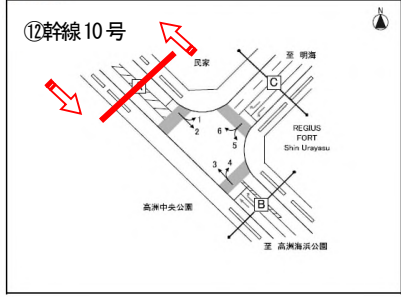 N
⑫幹線10号
民家
至 明海
C
1
2
6
5
REGIUS
FORT
Shin Urayasu
3
4
高洲中央公園
B
至 高洲海浜公園